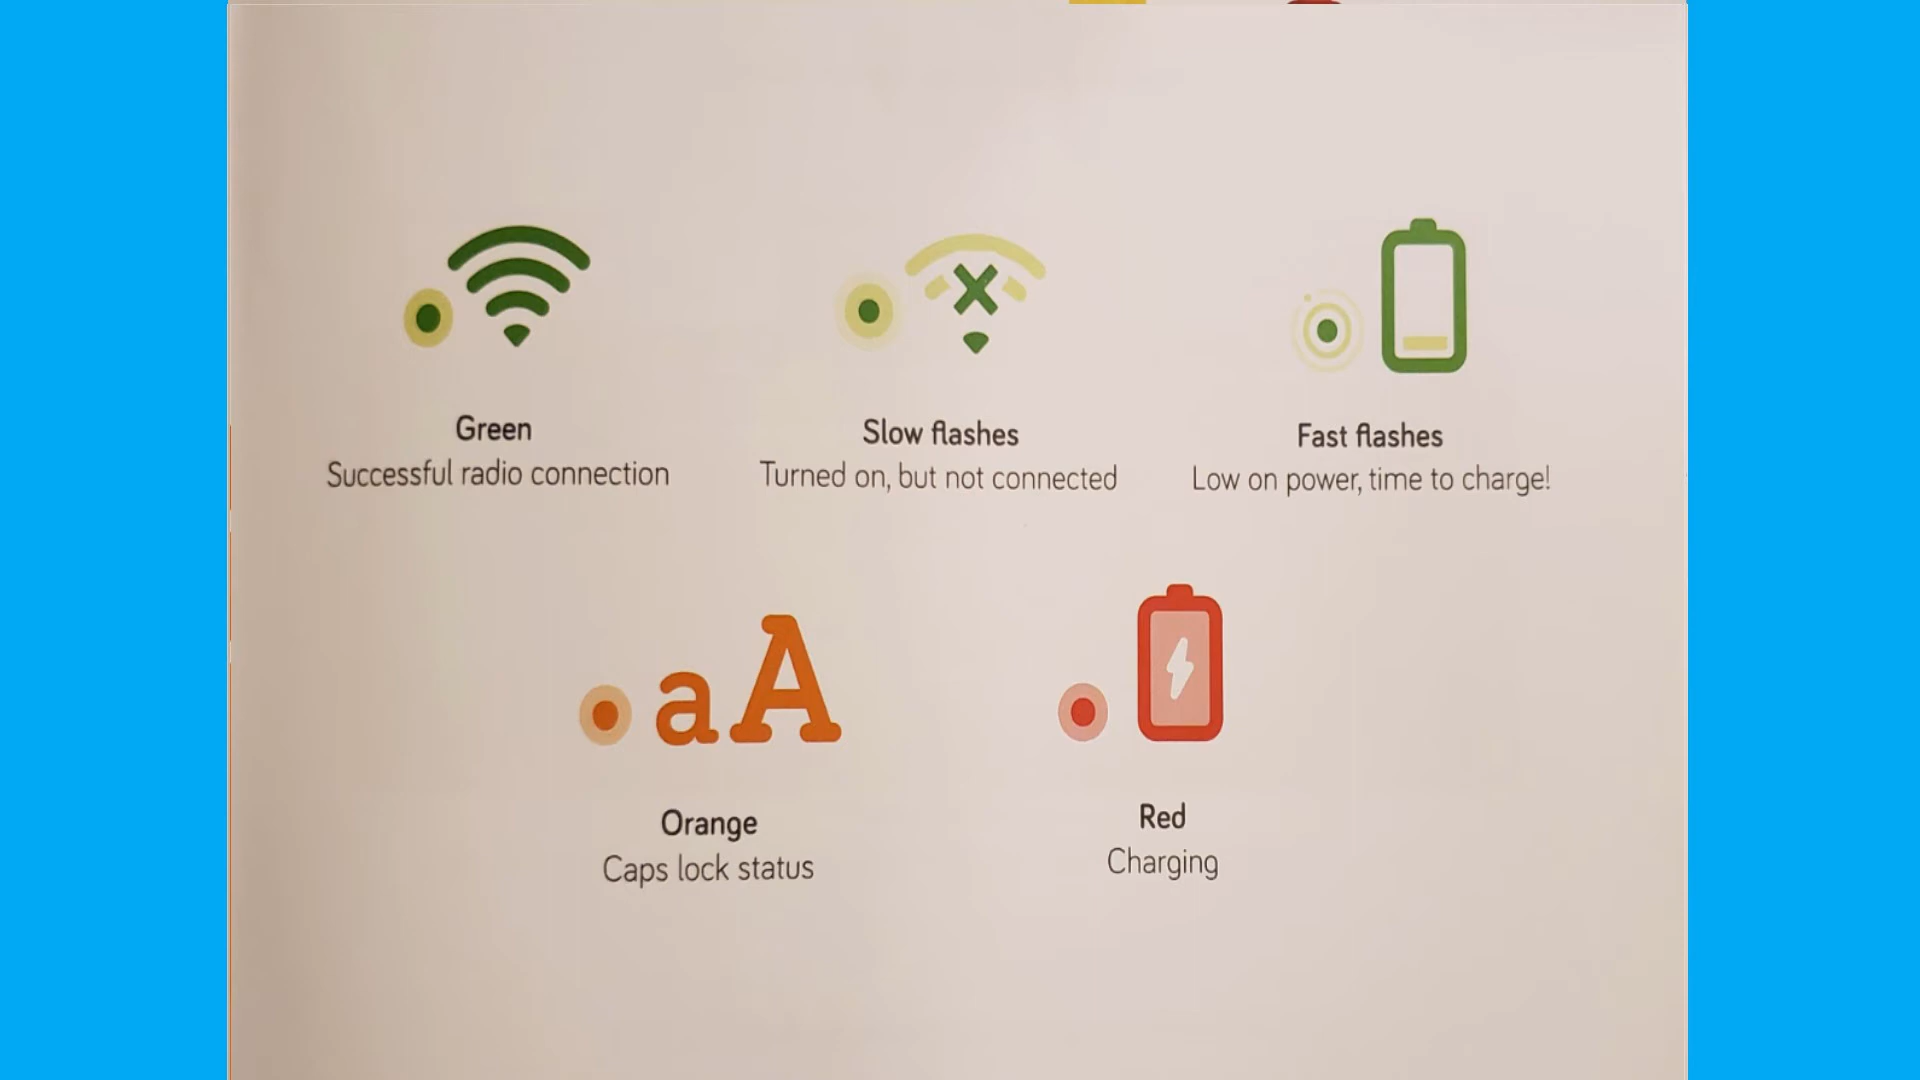 Green
Successful radio connection
Slow flashes
Turned on, but not connected
Fast flashes
Low on power, time to charge!
aA
Orange
Caps lock status
Red
Charging